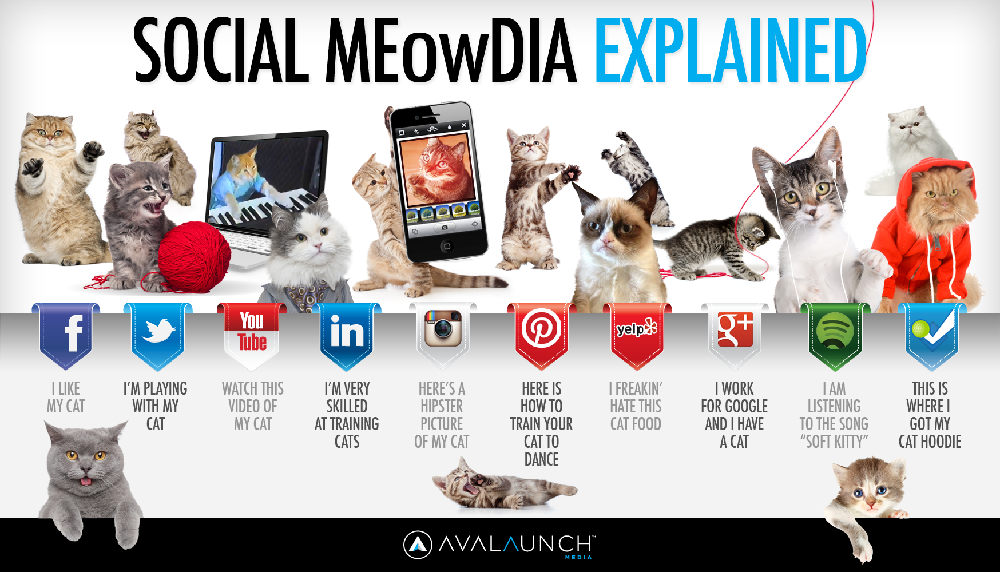 SOCIAL MEowDIA EXPLAINED
f
You
Tube
in
yelp
g+
I LIKE
MY CAT
I'M PLAYING
WITH MY
CAT
WATCH THIS
VIDEO OF
MY CAT
I'M VERY
SKILLED
AT TRAINING
CATS
HERE'S A
HIPSTER
PICTURE
OF MY CAT
HERE IS
HOW TO
TRAIN YOUR
CAT TO
DANCE
I FREAKIN'
HATE THIS
CAT FOOD
I WORK
FOR GOOGLE
AND I HAVE
A CAT
I AM
LISTENING
TO THE SONG
"SOFT KITTY"
THIS IS
WHERE I
GOT MY
CAT HOODIE
AVALAUNCH™
MEDIA